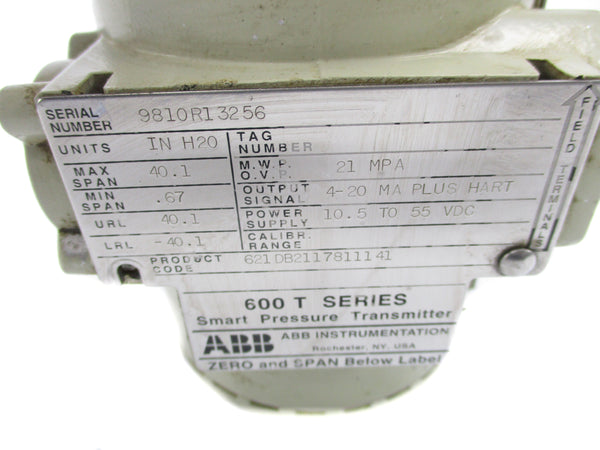 SERIAL NUMBER 9810R13256
UNITS IN H20
MAX SPAN 40.1
MIN SPAN .67
URL 40.1
LRL -40.1
TAG NUMBER
M.W.P. O.V.P. 21 MPA
OUTPUT SIGNAL 4-20 MA PLUS HART
POWER SUPPLY 10.5 TO 55 VDC
CALIBR. RANGE
PRODUCT CODE 621DB2117811141
FIELD TERMINALS
600 T SERIES
Smart Pressure Transmitter
ABB ABB INSTRUMENTATION
Rochester, NY. USA
ZERO and SPAN Below Label